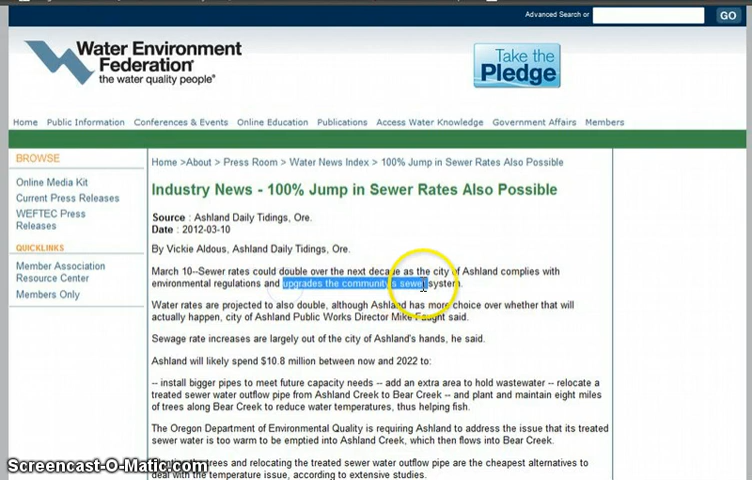 Advanced Search or
GO
Water Environment
Federation
the water quality people®
Take the
Pledge
Home Public Information Conferences & Events Online Education Publications Access Water Knowledge Government Affairs Members
BROWSE
Online Media Kit
Current Press Releases
WEFTEC Press
Releases
QUICKLINKS
Member Association
Resource Center
Members Only
Home >About > Press Room > Water News Index > 100% Jump in Sewer Rates Also Possible
Industry News - 100% Jump in Sewer Rates Also Possible
Source : Ashland Daily Tidings, Ore.
Date : 2012-03-10
By Vickie Aldous, Ashland Daily Tidings, Ore.
March 10--Sewer rates could double over the next decade as the city of Ashland complies with
environmental regulations and upgrades the community's sewer system.
Water rates are projected to also double, although Ashland has more choice over whether that will
actually happen, city of Ashland Public Works Director Mike Faught said.
Sewage rate increases are largely out of the city of Ashland's hands, he said.
Ashland will likely spend $10.8 million between now and 2022 to:
-- install bigger pipes to meet future capacity needs -- add an extra area to hold wastewater -- relocate a
treated sewer water outflow pipe from Ashland Creek to Bear Creek -- and plant and maintain eight miles
of trees along Bear Creek to reduce water temperatures, thus helping fish.
The Oregon Department of Environmental Quality is requiring Ashland to address the issue that its treated
sewer water is too warm to be emptied into Ashland Creek, which then flows into Bear Creek.
trees and relocating the treated sewer water outflow pipe are the cheapest alternatives to
deal with the temperature issue, according to extensive studies.
Screencast-O-Matic.com